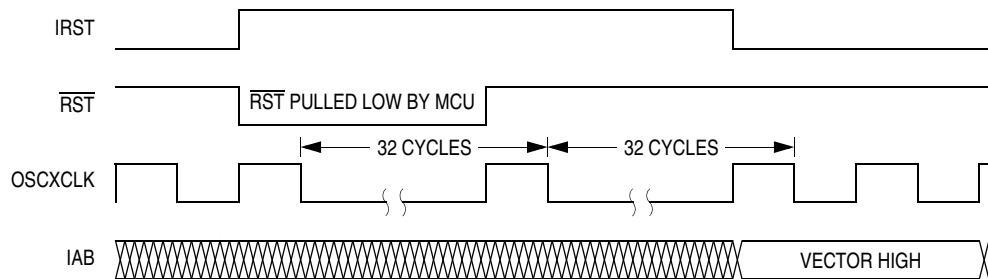 IRST
RST
RST PULLED LOW BY MCU
32 CYCLES
32 CYCLES
OSCXCLK
IAB
VECTOR HIGH